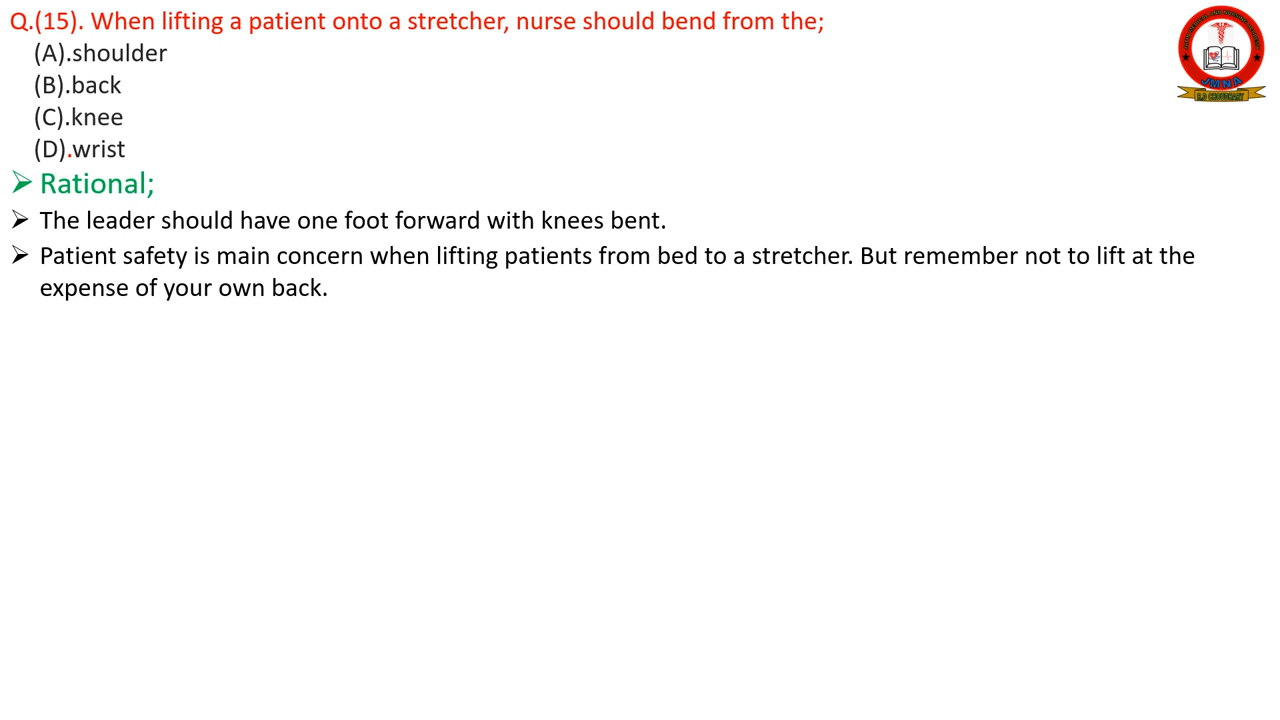 Q.(15). When lifting a patient onto a stretcher, nurse should bend from the;
(A).shoulder
(B).back
(C).knee
(D).wrist
➢ Rational;
➢ The leader should have one foot forward with knees bent.
➢ Patient safety is main concern when lifting patients from bed to a stretcher. But remember not to lift at the
expense of your own back.
JMNA